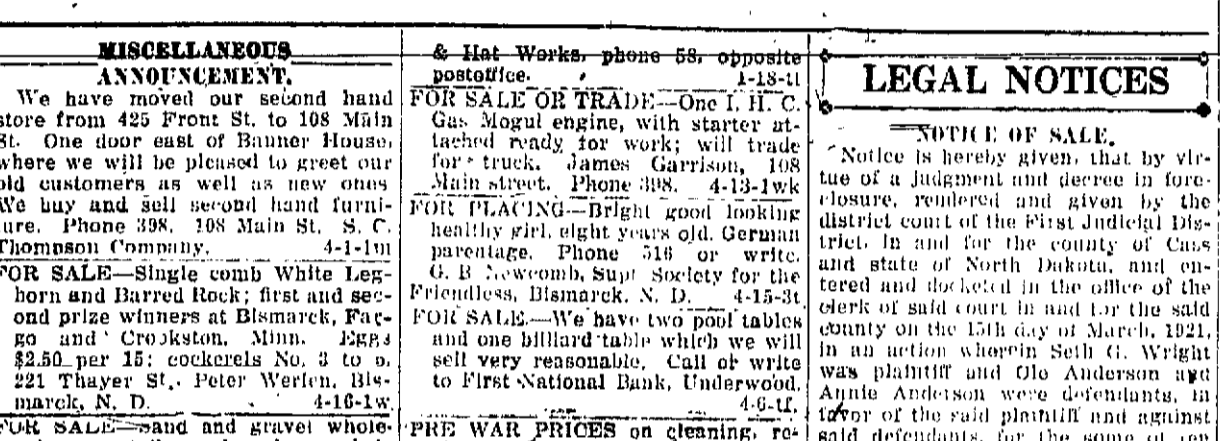 MISCELLANEOUS
ANNOUNCEMENT.
We have moved our second hand
store from 425 Front St. to 108 Main
St. One door east of Banner House,
where we will be pleased to greet our
old customers as well as new ones
We buy and sell second hand furni-
ture. Phone 398. 108 Main St. S. C.
Thompson Company. 4-1-1m
FOR SALE—Single comb White Leg-
horn and Barred Rock; first and sec-
ond prize winners at Bismarck, Far-
go and Crookston, Minn. Eggs
$2.50 per 15; cockerels No. 3 to 5.
221 Thayer St., Peter Werlen, Bis-
marck, N. D. 4-16-1w
FOR SALE—Sand and gravel whole-
& Hat Works, phone 58, opposite
postoffice. 1-18-tf
FOR SALE OR TRADE—One I. H. C.
Gas Mogul engine, with starter at-
tached ready for work; will trade
for truck. James Garrison, 108
Main street. Phone 398. 4-13-1wk
FOR PLACING—Bright good looking
healthy girl, eight years old. German
parentage. Phone 516 or write.
G. B. Newcomb, Supt Society for the
Friendless, Bismarck, N. D. 4-15-3t
FOR SALE.—We have two pool tables
and one billiard table which we will
sell very reasonable. Call or write
to First National Bank, Underwood,
4-6-tf.
PRE WAR PRICES on cleaning, re-
LEGAL NOTICES
NOTICE OF SALE.
Notice is hereby given, that by vir-
tue of a Judgment and decree in fore-
closure, rendered and given by the
district court of the First Judicial Dis-
trict, in and for the county of Cass
and state of North Dakota, and en-
tered and docketed in the office of the
clerk of said court in and for the said
county on the 15th day of March, 1921,
in an action wherein Seth G. Wright
was plaintiff and Ole Anderson and
Annie Anderson were defendants, in
favor of the said plaintiff and against
said defendants, for the some of ten